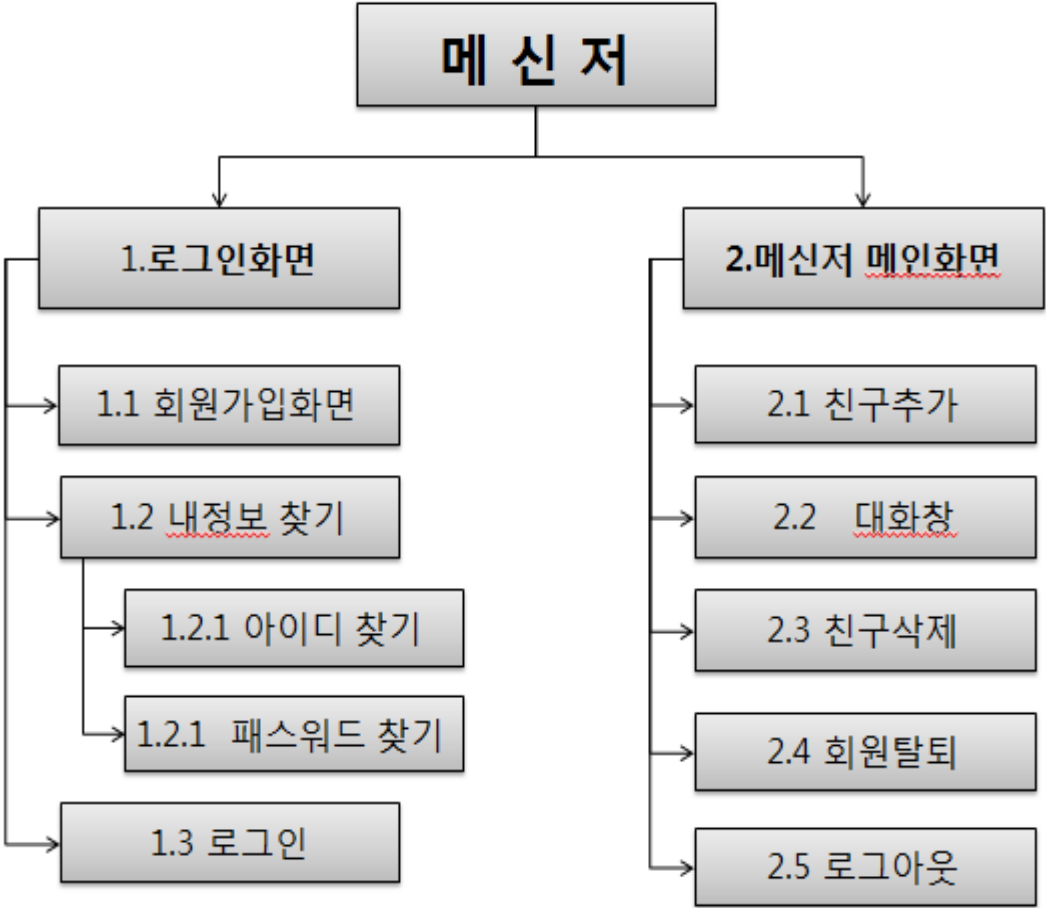 메 신 저
1.로그인화면
1.1 회원가입화면
1.2 내정보 찾기
1.2.1 아이디 찾기
1.2.1 패스워드 찾기
1.3 로그인
2.메신저 메인화면
2.1 친구추가
2.2 대화창
2.3 친구삭제
2.4 회원탈퇴
2.5 로그아웃